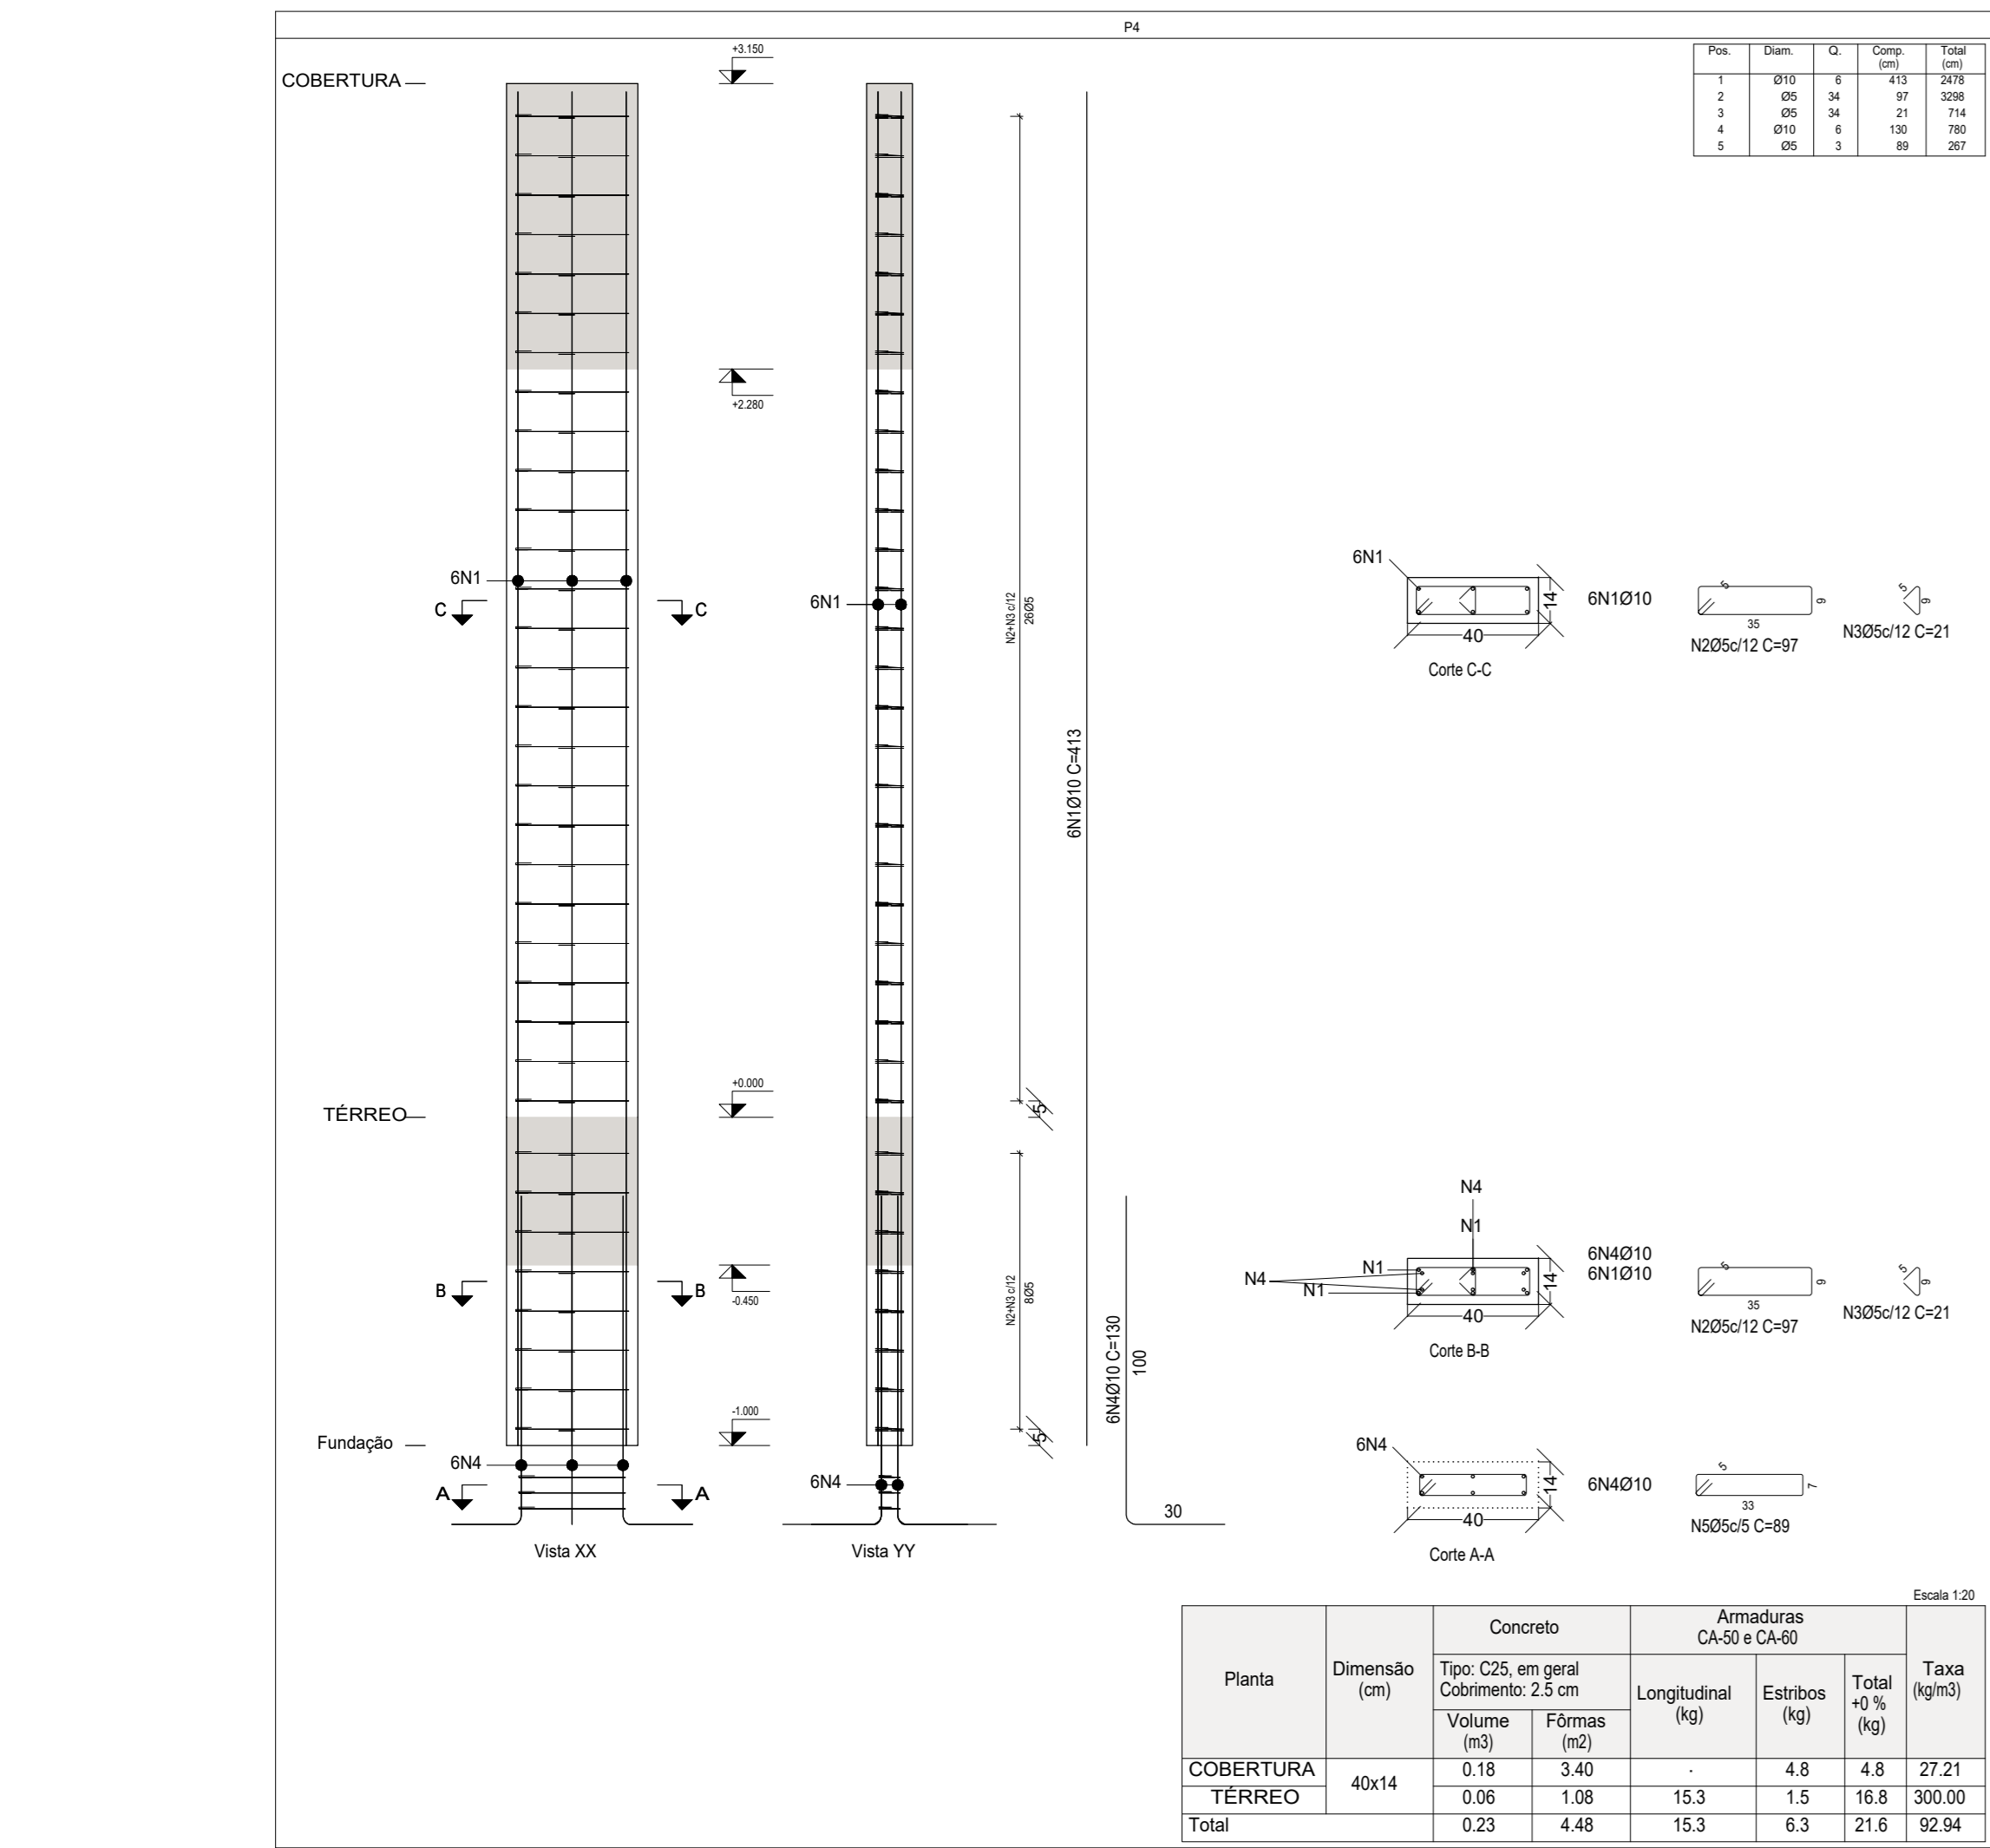 P4
Pos. Diam. Q. Comp. (cm) Total (cm)
1 Ø10 6 413 2478
2 Ø5 34 97 3298
3 Ø5 34 21 714
4 Ø10 6 130 780
5 Ø5 3 89 267
COBERTURA
+3.150
+2.280
6N1
C C
6N1
N2+N3 c/12
26Ø5
6N1Ø10 C=413
6N1
14
40
6N1Ø10
Corte C-C
5
9
35
N2Ø5c/12 C=97
5
9
N3Ø5c/12 C=21
TÉRREO
+0.000
5
B B
-0.450
N2+N3 c/12
8Ø5
6N4Ø10 C=130
100
N4
N1
N4
N1
N1
14
40
6N4Ø10
6N1Ø10
Corte B-B
5
9
35
N2Ø5c/12 C=97
5
9
N3Ø5c/12 C=21
Fundação
-1.000
5
6N4
A A
6N4
30
Vista XX
Vista YY
6N4
14
40
6N4Ø10
Corte A-A
5
7
33
N5Ø5c/5 C=89
Escala 1:20
Planta
Dimensão
(cm)
Concreto
Tipo: C25, em geral
Cobrimento: 2.5 cm
Volume
(m3)
Fôrmas
(m2)
Armaduras
CA-50 e CA-60
Longitudinal
(kg)
Estribos
(kg)
Total
+0 %
(kg)
Taxa
(kg/m3)
COBERTURA 40x14 0.18 3.40 · 4.8 4.8 27.21
TÉRREO 0.06 1.08 15.3 1.5 16.8 300.00
Total 0.23 4.48 15.3 6.3 21.6 92.94